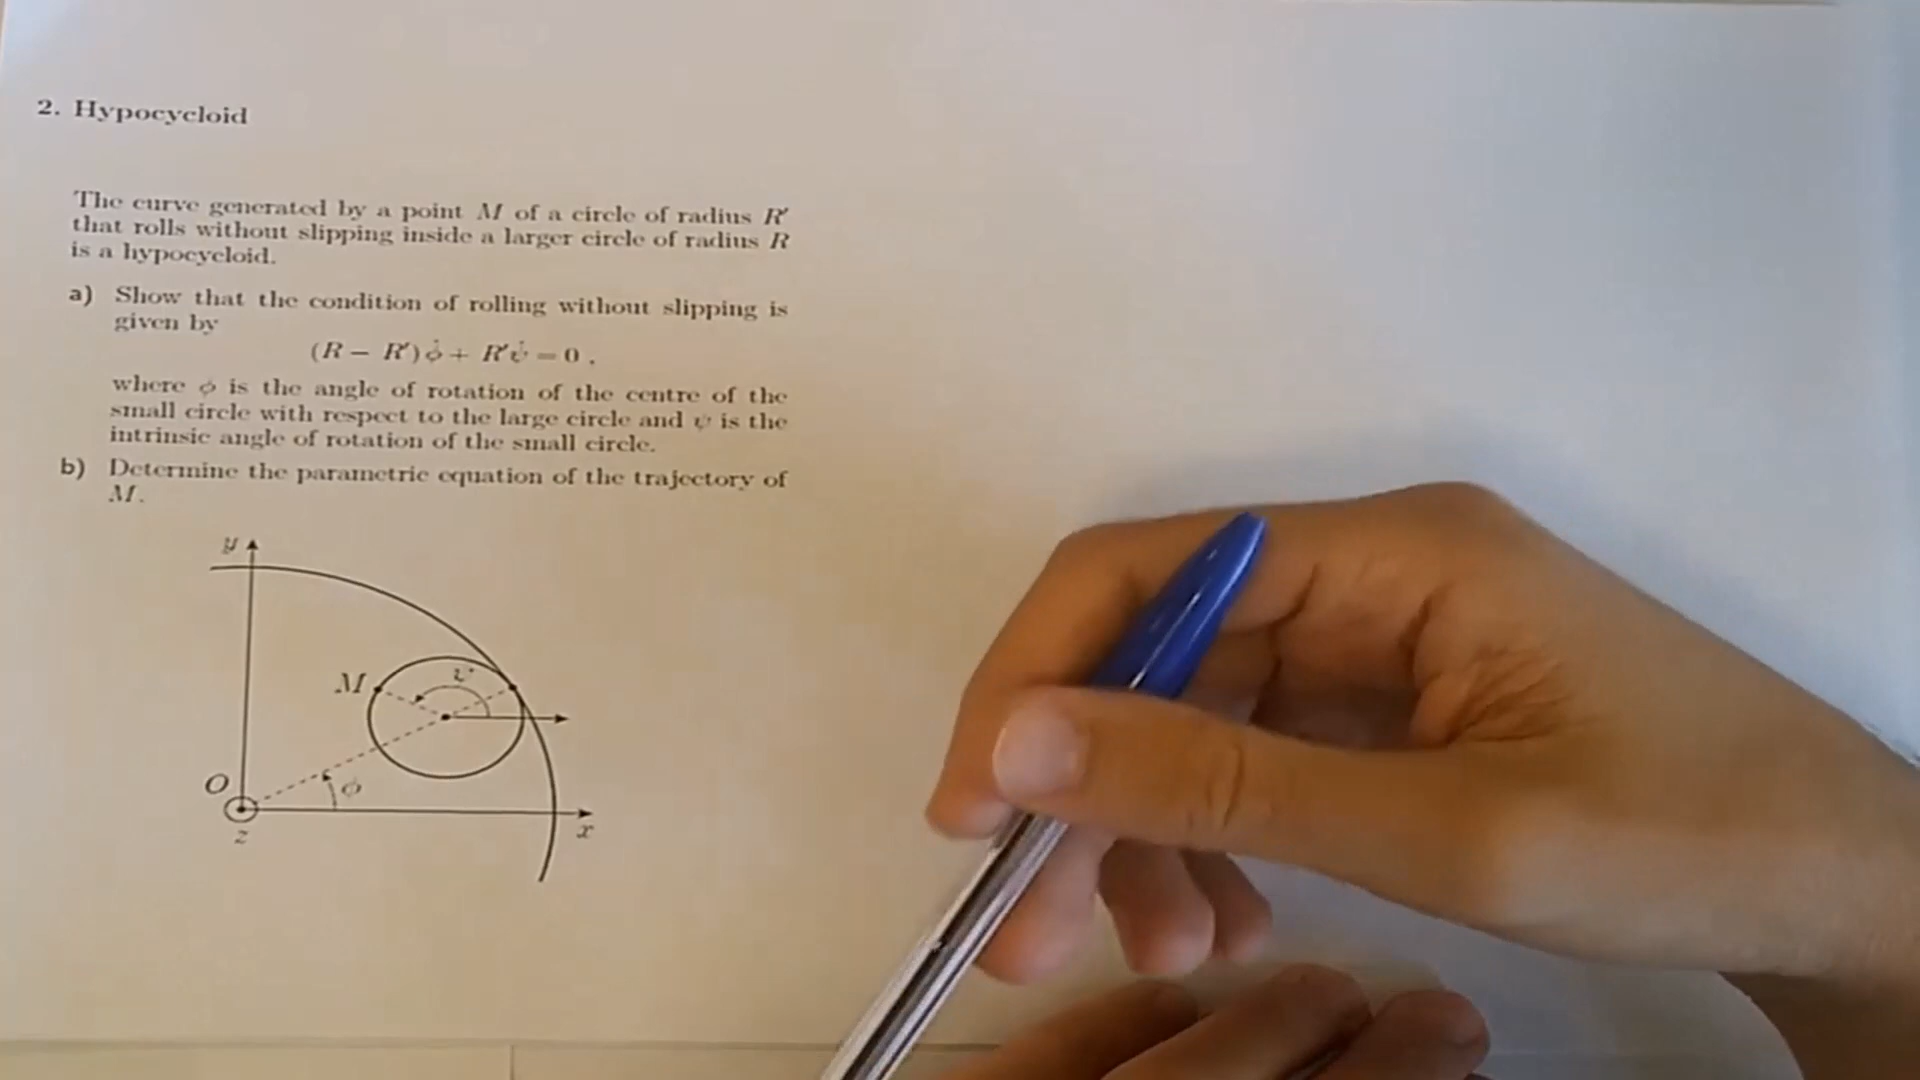 2. Hypocycloid
The curve generated by a point M of a circle of radius R′
that rolls without slipping inside a larger circle of radius R
is a hypocycloid.
a) Show that the condition of rolling without slipping is
given by
(R − R′)ϕ̇ + R′ψ̇ = 0 .
where ϕ is the angle of rotation of the centre of the
small circle with respect to the large circle and ψ is the
intrinsic angle of rotation of the small circle.
b) Determine the parametric equation of the trajectory of
M.
y
M
ψ
O
ϕ
z
x